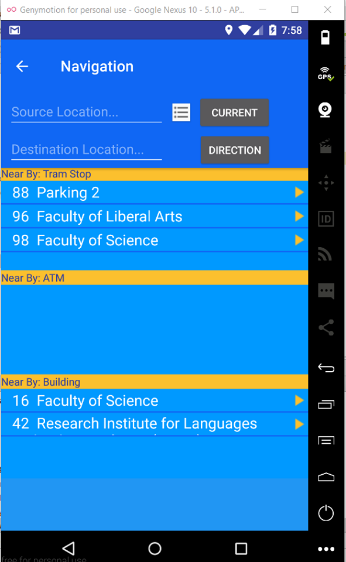 Genymotion for personal use - Google Nexus 10 - 5.1.0 - AP...
7:58
Navigation
Source Location...
CURRENT
Destination Location...
DIRECTION
Near By: Tram Stop
88 Parking 2
96 Faculty of Liberal Arts
98 Faculty of Science
Near By: ATM
Near By: Building
16 Faculty of Science
42 Research Institute for Languages
GPS
ID
free for personal use